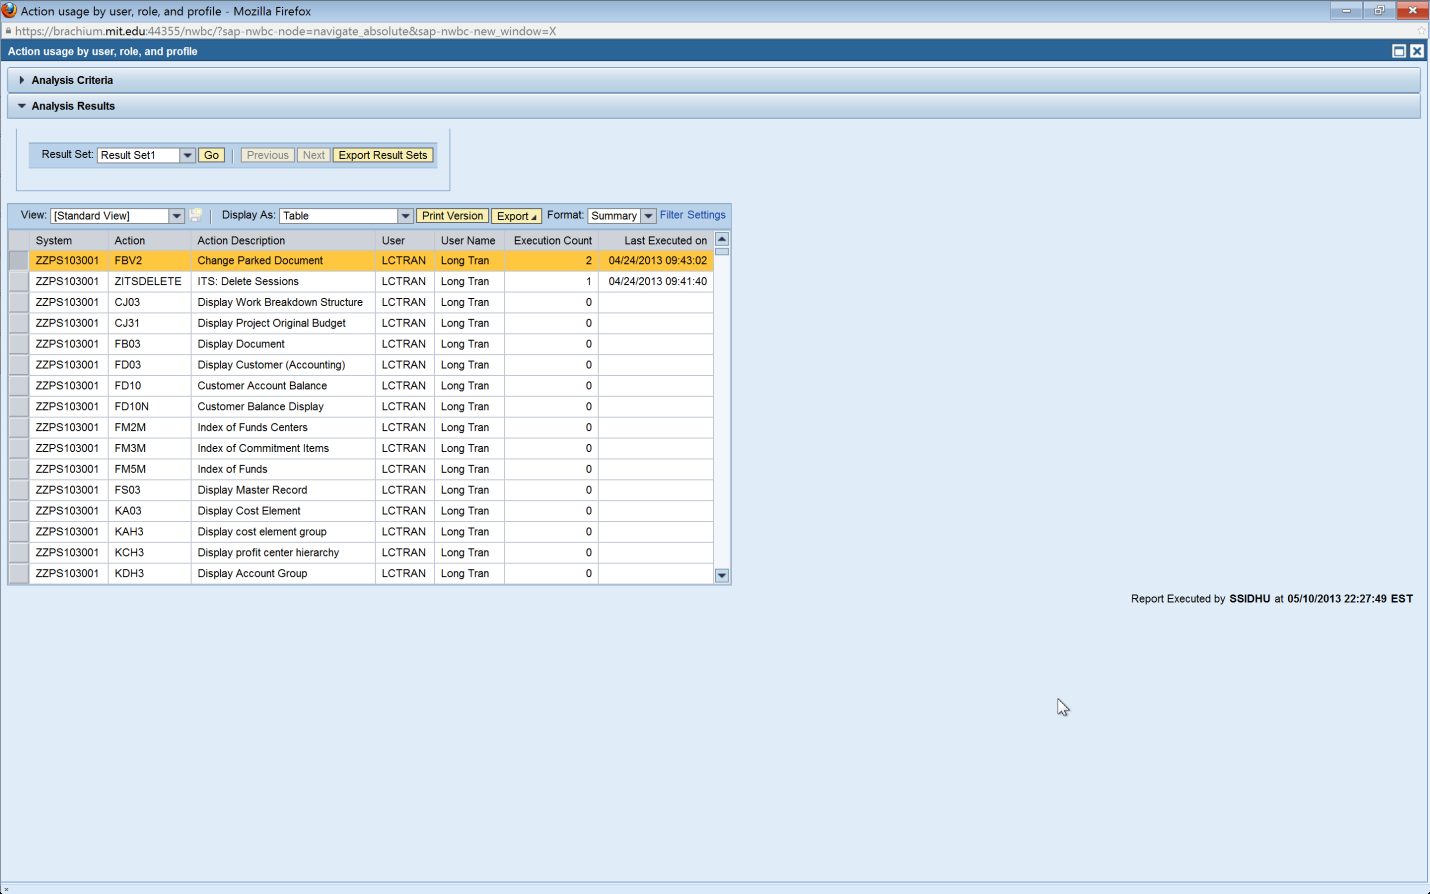 Action usage by user, role, and profile - Mozilla Firefox
https://brachium.mit.edu:44355/nwbc/?sap-nwbc-node=navigate_absolute&sap-nwbc-new_window=X
Action usage by user, role, and profile
Analysis Criteria
Analysis Results
Result Set: Result Set1 Go Previous Next Export Result Sets
View: [Standard View] Display As: Table Print Version Export Format: Summary Filter Settings
System Action Action Description User User Name Execution Count Last Executed on
ZZPS103001 FBV2 Change Parked Document LCTRAN Long Tran 2 04/24/2013 09:43:02
ZZPS103001 ZITSDELETE ITS: Delete Sessions LCTRAN Long Tran 1 04/24/2013 09:41:40
ZZPS103001 CJ03 Display Work Breakdown Structure LCTRAN Long Tran 0
ZZPS103001 CJ31 Display Project Original Budget LCTRAN Long Tran 0
ZZPS103001 FB03 Display Document LCTRAN Long Tran 0
ZZPS103001 FD03 Display Customer (Accounting) LCTRAN Long Tran 0
ZZPS103001 FD10 Customer Account Balance LCTRAN Long Tran 0
ZZPS103001 FD10N Customer Balance Display LCTRAN Long Tran 0
ZZPS103001 FM2M Index of Funds Centers LCTRAN Long Tran 0
ZZPS103001 FM3M Index of Commitment Items LCTRAN Long Tran 0
ZZPS103001 FM5M Index of Funds LCTRAN Long Tran 0
ZZPS103001 FS03 Display Master Record LCTRAN Long Tran 0
ZZPS103001 KA03 Display Cost Element LCTRAN Long Tran 0
ZZPS103001 KAH3 Display cost element group LCTRAN Long Tran 0
ZZPS103001 KCH3 Display profit center hierarchy LCTRAN Long Tran 0
ZZPS103001 KDH3 Display Account Group LCTRAN Long Tran 0
Report Executed by SSIDHU at 05/10/2013 22:27:49 EST